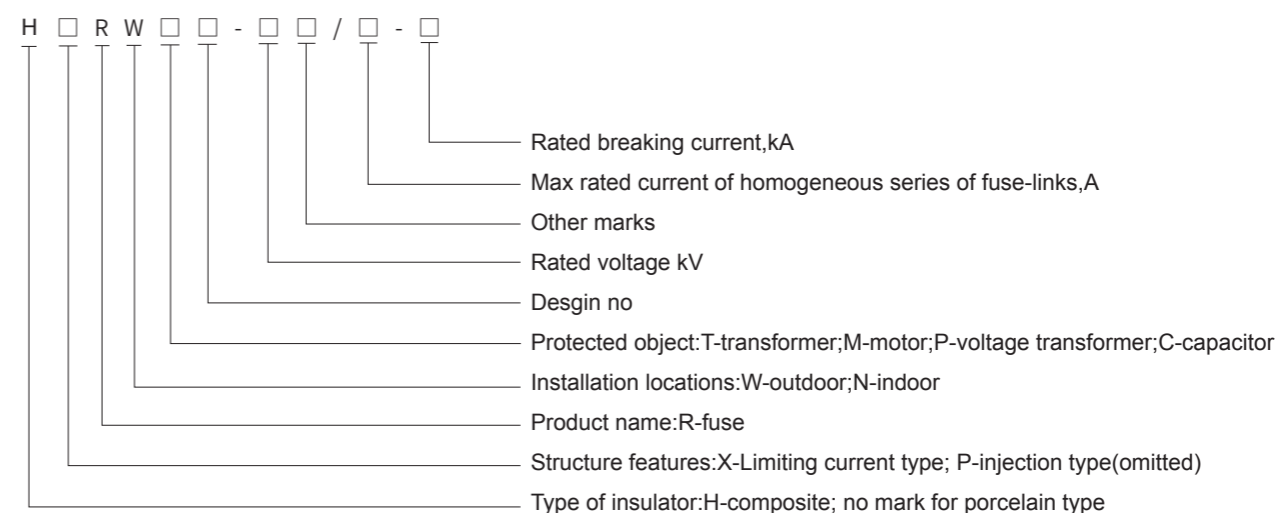 H □ R W □ □ - □ □ / □ - □
Rated breaking current,kA
Max rated current of homogeneous series of fuse-links,A
Other marks
Rated voltage kV
Desgin no
Protected object:T-transformer;M-motor;P-voltage transformer;C-capacitor
Installation locations:W-outdoor;N-indoor
Product name:R-fuse
Structure features:X-Limiting current type; P-injection type(omitted)
Type of insulator:H-composite; no mark for porcelain type